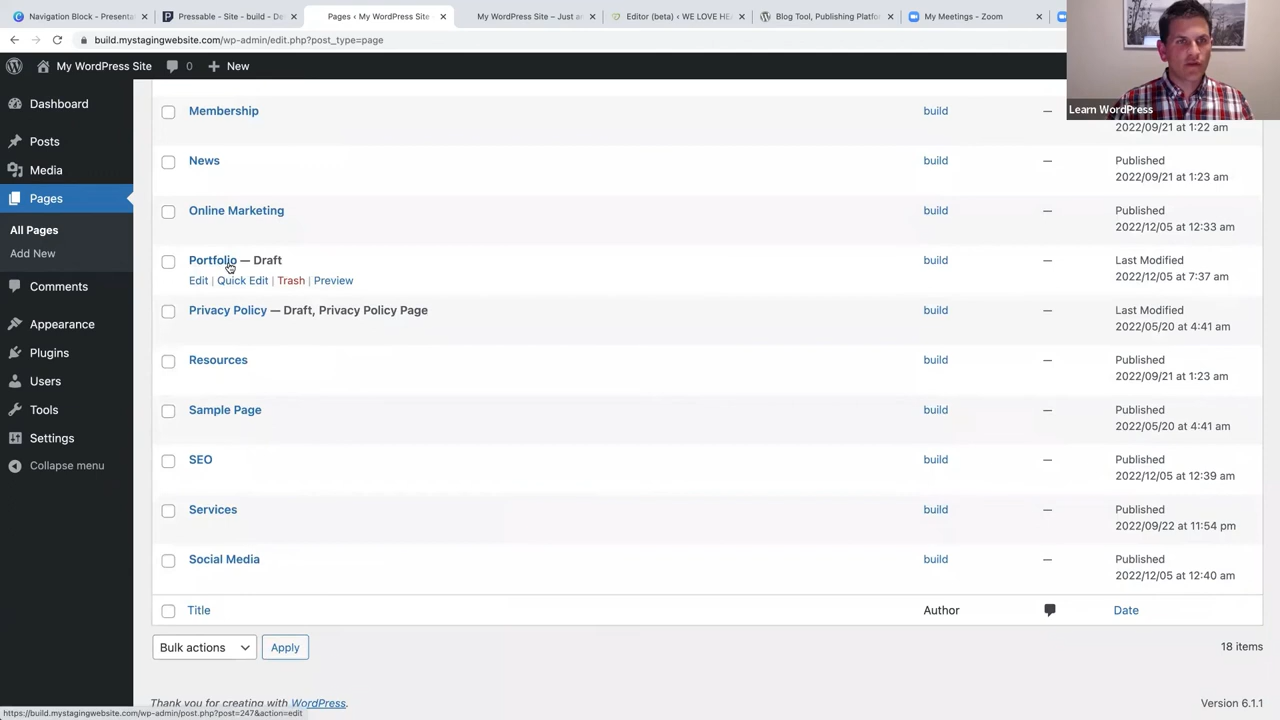 Navigation Block - Presenta
Pressable - Site - build - De
Pages ‹ My WordPress Site
My WordPress Site – Just an
Editor (beta) ‹ WE LOVE HE
Blog Tool, Publishing Platfo
My Meetings - Zoom
build.mystagingwebsite.com/wp-admin/edit.php?post_type=page
My WordPress Site
0
New
Learn WordPress
Dashboard
Posts
Media
Pages
All Pages
Add New
Comments
Appearance
Plugins
Users
Tools
Settings
Collapse menu
Membership build — 2022/09/21 at 1:22 am
News build — Published
2022/09/21 at 1:23 am
Online Marketing build — Published
2022/12/05 at 12:33 am
Portfolio — Draft build — Last Modified
Edit | Quick Edit | Trash | Preview 2022/12/05 at 7:37 am
Privacy Policy — Draft, Privacy Policy Page build — Last Modified
2022/05/20 at 4:41 am
Resources build — Published
2022/09/21 at 1:23 am
Sample Page build — Published
2022/05/20 at 4:41 am
SEO build — Published
2022/12/05 at 12:39 am
Services build — Published
2022/09/22 at 11:54 pm
Social Media build — Published
2022/12/05 at 12:40 am
Title Author Date
Bulk actions Apply 18 items
Thank you for creating with WordPress. Version 6.1.1
https://build.mystagingwebsite.com/wp-admin/post.php?post=247&action=edit